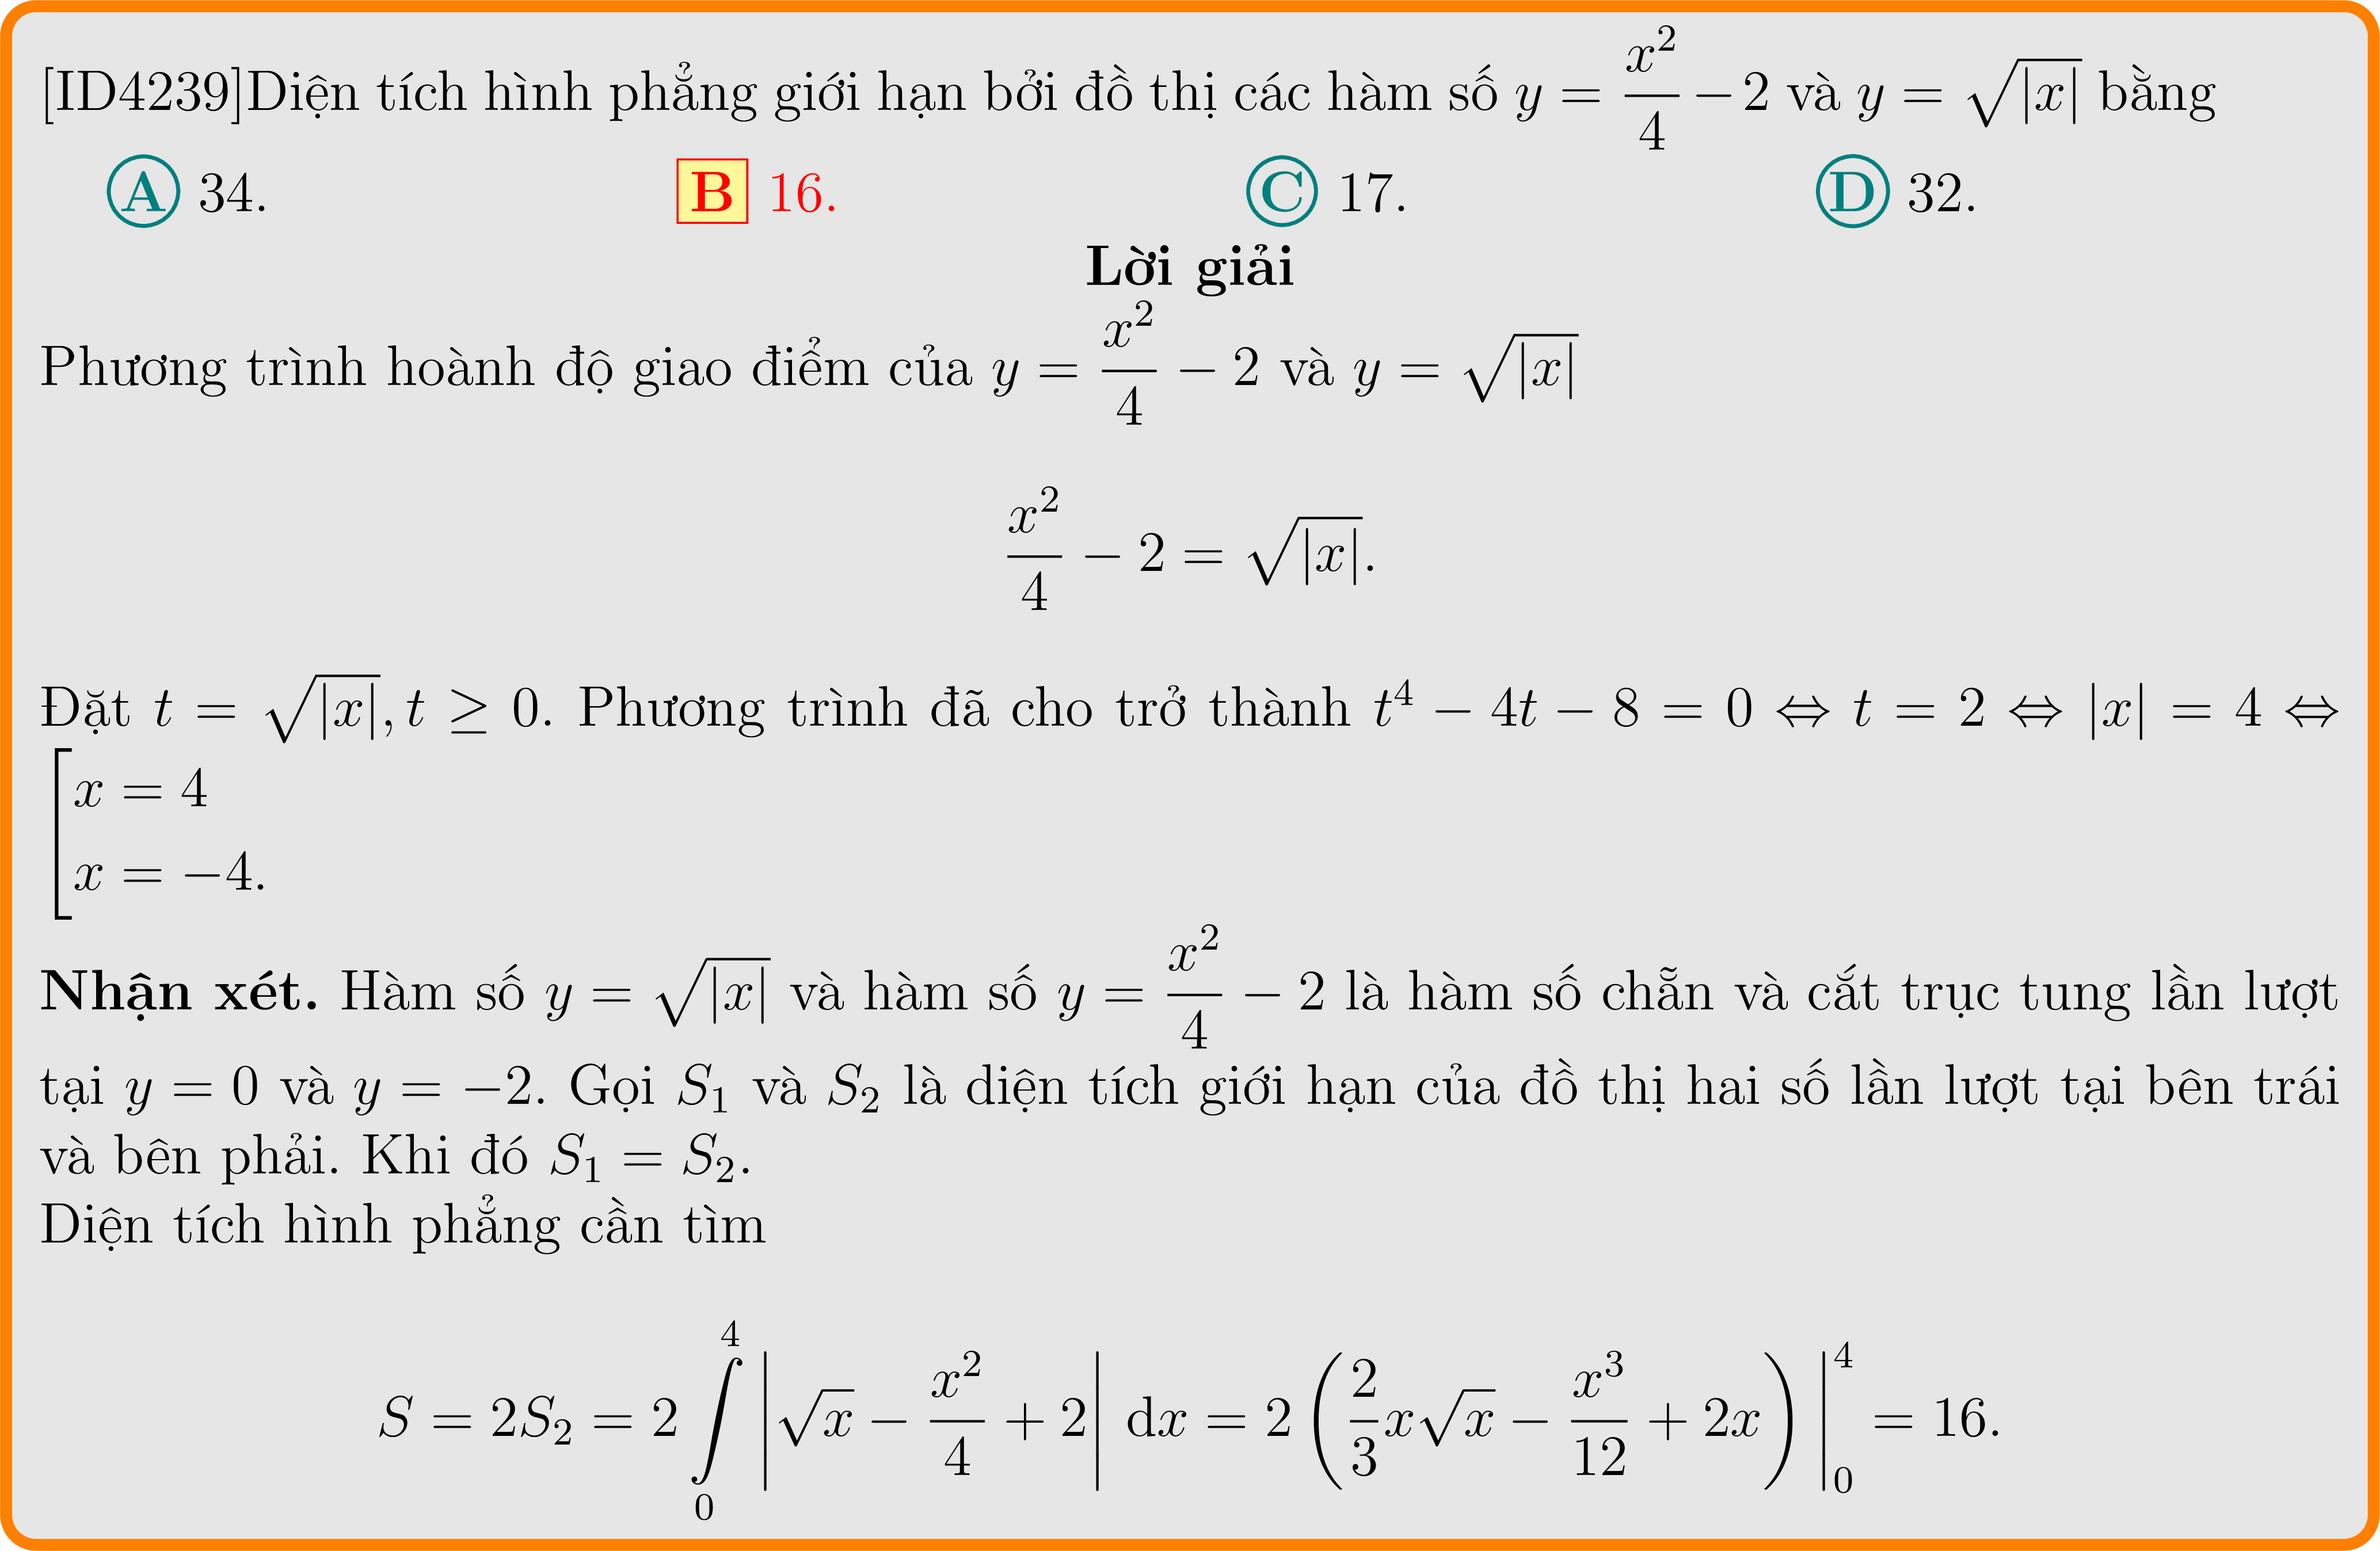 [ID4239]Diện tích hình phẳng giới hạn bởi đồ thị các hàm số $y = \dfrac{x^2}{4} - 2$ và $y = \sqrt{|x|}$ bằng
A 34. B 16. C 17. D 32.
Lời giải
Phương trình hoành độ giao điểm của $y = \dfrac{x^2}{4} - 2$ và $y = \sqrt{|x|}$
$\dfrac{x^2}{4} - 2 = \sqrt{|x|}.$
Đặt $t = \sqrt{|x|}, t \geq 0$. Phương trình đã cho trở thành $t^4 - 4t - 8 = 0 \Leftrightarrow t = 2 \Leftrightarrow |x| = 4 \Leftrightarrow$
$\left[\begin{array}{l} x = 4 \\ x = -4. \end{array}\right.$
Nhận xét. Hàm số $y = \sqrt{|x|}$ và hàm số $y = \dfrac{x^2}{4} - 2$ là hàm số chẵn và cắt trục tung lần lượt
tại $y = 0$ và $y = -2$. Gọi $S_1$ và $S_2$ là diện tích giới hạn của đồ thị hai số lần lượt tại bên trái
và bên phải. Khi đó $S_1 = S_2$.
Diện tích hình phẳng cần tìm
$S = 2S_2 = 2\int\limits_0^4 \left|\sqrt{x} - \dfrac{x^2}{4} + 2\right| \mathrm{d}x = 2\left(\dfrac{2}{3}x\sqrt{x} - \dfrac{x^3}{12} + 2x\right)\Big|_0^4 = 16.$